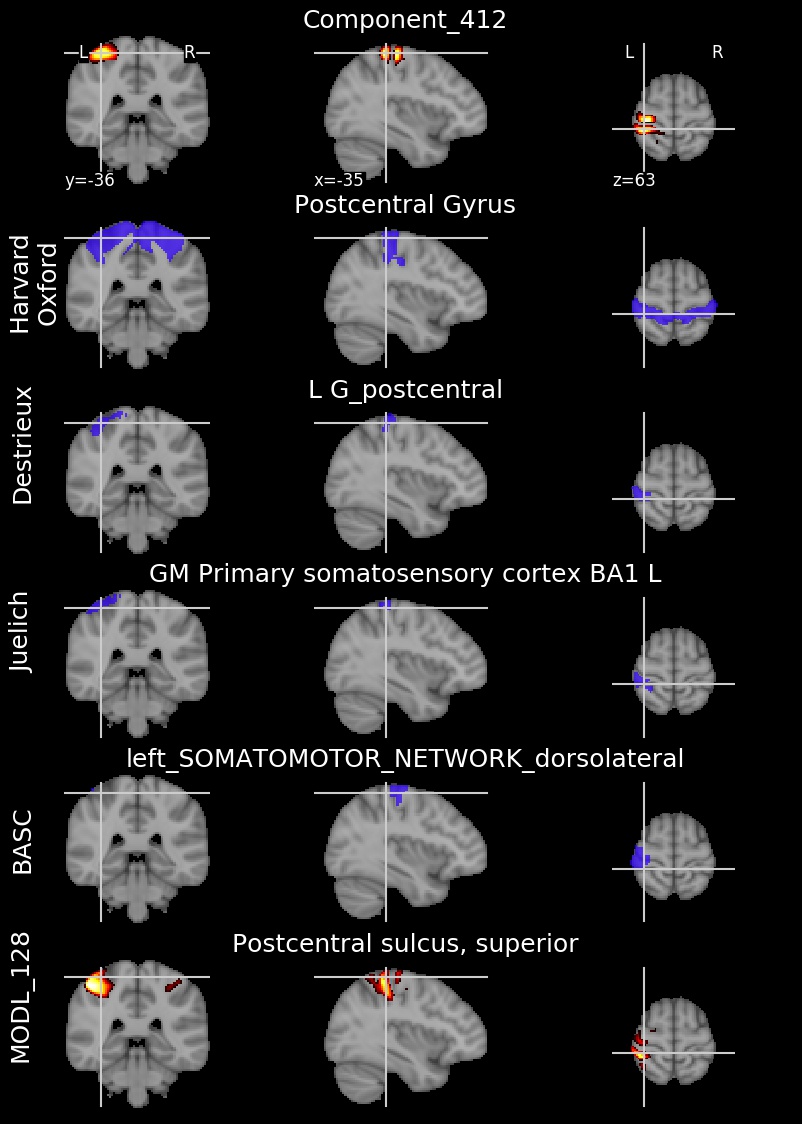 Component_412
L R
L R
y=-36
x=-35
z=63
Postcentral Gyrus
Harvard
Oxford
L G_postcentral
Destrieux
GM Primary somatosensory cortex BA1 L
Juelich
left_SOMATOMOTOR_NETWORK_dorsolateral
BASC
Postcentral sulcus, superior
MODL_128